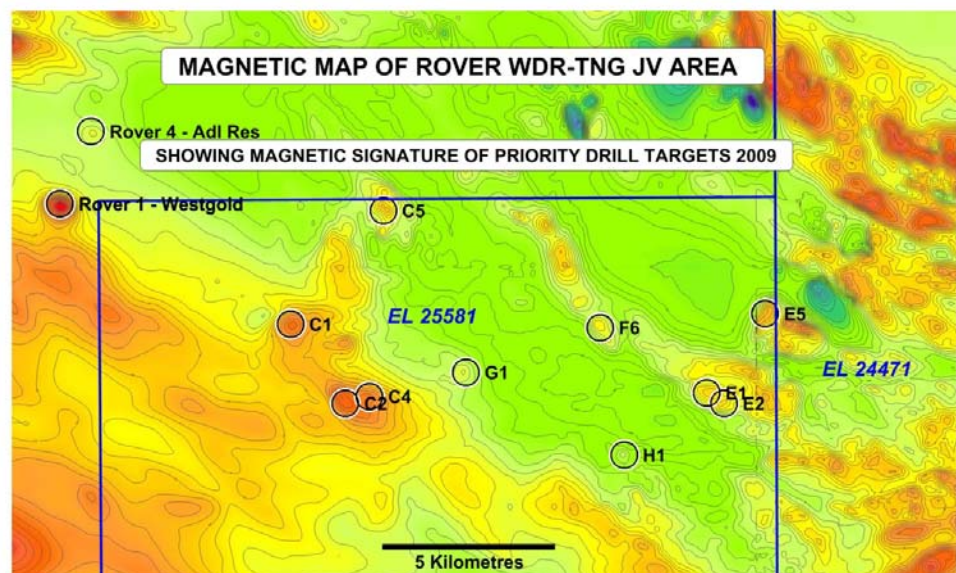 MAGNETIC MAP OF ROVER WDR-TNG JV AREA
Rover 4 - Adl Res
SHOWING MAGNETIC SIGNATURE OF PRIORITY DRILL TARGETS 2009
Rover 1 - Westgold
C5
EL 25581
C1
F6
E5
EL 24471
G1
C4
C2
E1
E2
H1
5 Kilometres